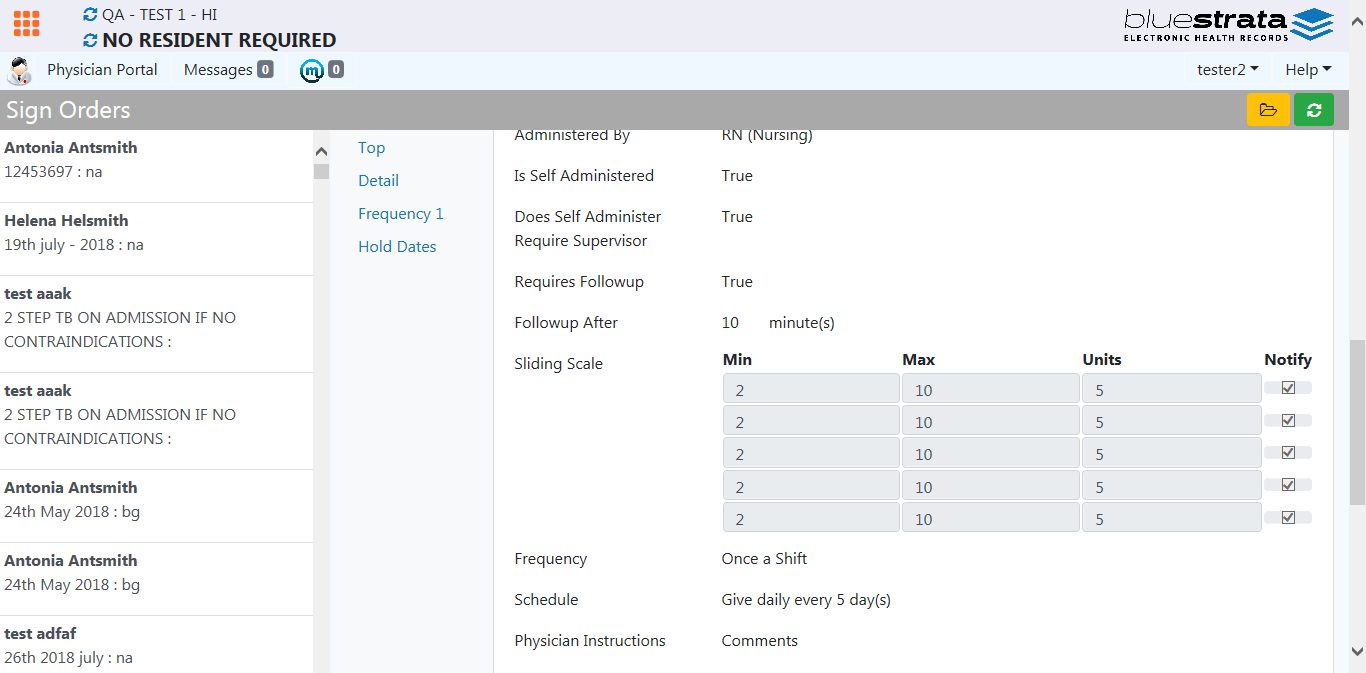 QA - TEST 1 - HI
NO RESIDENT REQUIRED
bluestrata
ELECTRONIC HEALTH RECORDS
Physician Portal
Messages 0
m 0
tester2
Help
Sign Orders
Antonia Antsmith
12453697 : na
Helena Helsmith
19th july - 2018 : na
test aaak
2 STEP TB ON ADMISSION IF NO
CONTRAINDICATIONS :
test aaak
2 STEP TB ON ADMISSION IF NO
CONTRAINDICATIONS :
Antonia Antsmith
24th May 2018 : bg
Antonia Antsmith
24th May 2018 : bg
test adfaf
26th 2018 july : na
Top
Detail
Frequency 1
Hold Dates
Administered By RN (Nursing)
Is Self Administered True
Does Self Administer True
Require Supervisor
Requires Followup True
Followup After 10 minute(s)
Sliding Scale
Min Max Units Notify
2 10 5
2 10 5
2 10 5
2 10 5
2 10 5
Frequency Once a Shift
Schedule Give daily every 5 day(s)
Physician Instructions Comments